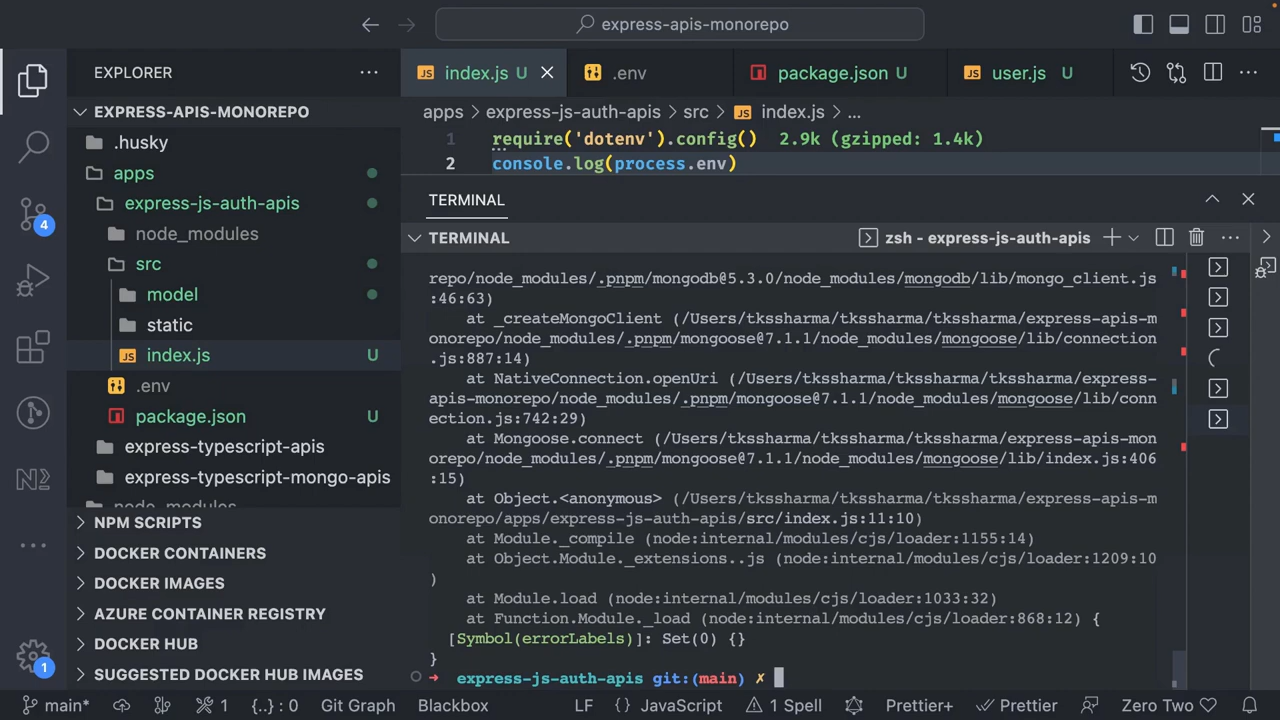 express-apis-monorepo
EXPLORER
index.js U
.env
package.json U
user.js U
EXPRESS-APIS-MONOREPO
.husky
apps
express-js-auth-apis
node_modules
src
model
static
index.js U
.env
package.json U
express-typescript-apis
express-typescript-mongo-apis
node_modules
NPM SCRIPTS
DOCKER CONTAINERS
DOCKER IMAGES
AZURE CONTAINER REGISTRY
DOCKER HUB
SUGGESTED DOCKER HUB IMAGES
4
1
apps > express-js-auth-apis > src > index.js > ...
1 require('dotenv').config() 2.9k (gzipped: 1.4k)
2 console.log(process.env)
TERMINAL
TERMINAL
zsh - express-js-auth-apis
repo/node_modules/.pnpm/mongodb@5.3.0/node_modules/mongodb/lib/mongo_client.js
:46:63)
at _createMongoClient (/Users/tkssharma/tkssharma/express-apis-m
onorepo/node_modules/.pnpm/mongoose@7.1.1/node_modules/mongoose/lib/connection
.js:887:14)
at NativeConnection.openUri (/Users/tkssharma/tkssharma/express-
apis-monorepo/node_modules/.pnpm/mongoose@7.1.1/node_modules/mongoose/lib/conn
ection.js:742:29)
at Mongoose.connect (/Users/tkssharma/tkssharma/express-apis-mon
orepo/node_modules/.pnpm/mongoose@7.1.1/node_modules/mongoose/lib/index.js:406
:15)
at Object.<anonymous> (/Users/tkssharma/tkssharma/express-apis-m
onorepo/apps/express-js-auth-apis/src/index.js:11:10)
at Module._compile (node:internal/modules/cjs/loader:1155:14)
at Object.Module._extensions..js (node:internal/modules/cjs/loader:1209:10
)
at Module.load (node:internal/modules/cjs/loader:1033:32)
at Function.Module._load (node:internal/modules/cjs/loader:868:12) {
[Symbol(errorLabels)]: Set(0) {}
}
➜ express-js-auth-apis git:(main) ✗
main* 1 {..} : 0 Git Graph Blackbox LF {} JavaScript 1 Spell Prettier+ Prettier Zero Two